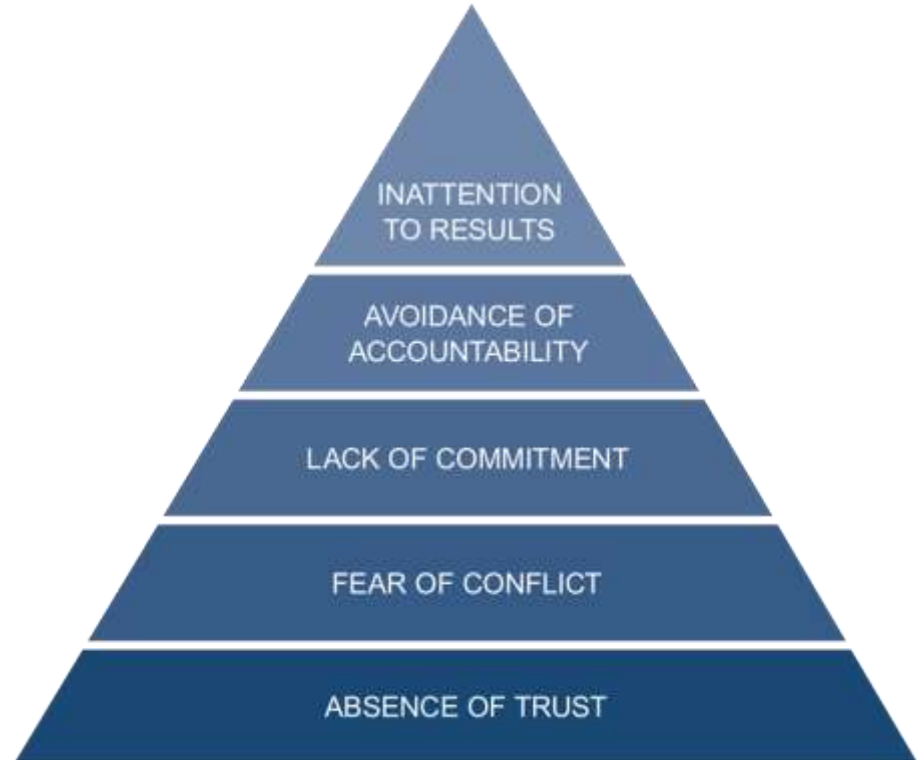 INATTENTION
TO RESULTS
AVOIDANCE OF
ACCOUNTABILITY
LACK OF COMMITMENT
FEAR OF CONFLICT
ABSENCE OF TRUST